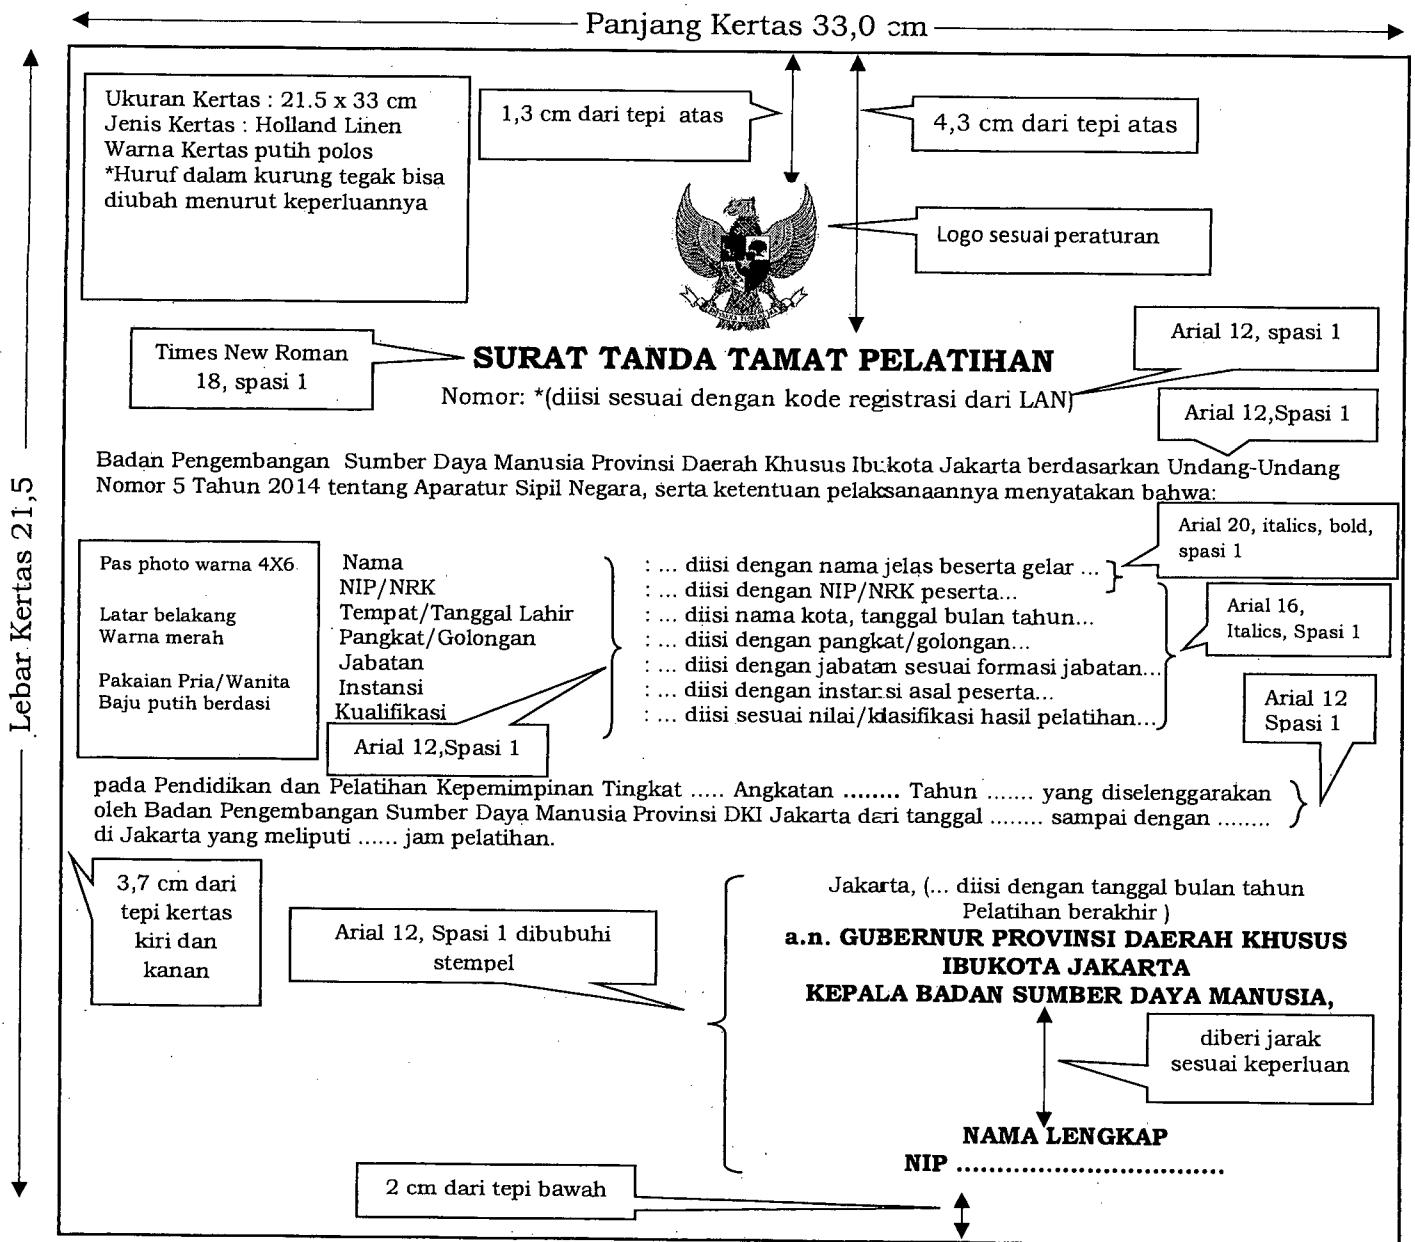 Panjang Kertas 33,0 cm
Lebar Kertas 21,5
Ukuran Kertas : 21.5 x 33 cm
Jenis Kertas : Holland Linen
Warna Kertas putih polos
*Huruf dalam kurung tegak bisa
diubah menurut keperluannya
1,3 cm dari tepi atas
4,3 cm dari tepi atas
Logo sesuai peraturan
Times New Roman
18, spasi 1
SURAT TANDA TAMAT PELATIHAN
Arial 12, spasi 1
Nomor: *(diisi sesuai dengan kode registrasi dari LAN)
Arial 12,Spasi 1
Badan Pengembangan Sumber Daya Manusia Provinsi Daerah Khusus Ibukota Jakarta berdasarkan Undang-Undang
Nomor 5 Tahun 2014 tentang Aparatur Sipil Negara, serta ketentuan pelaksanaannya menyatakan bahwa:
Arial 20, italics, bold,
spasi 1
Pas photo warna 4X6
Latar belakang
Warna merah
Pakaian Pria/Wanita
Baju putih berdasi
Nama : ... diisi dengan nama jelas beserta gelar ...
NIP/NRK : ... diisi dengan NIP/NRK peserta...
Tempat/Tanggal Lahir : ... diisi nama kota, tanggal bulan tahun...
Pangkat/Golongan : ... diisi dengan pangkat/golongan...
Jabatan : ... diisi dengan jabatan sesuai formasi jabatan...
Instansi : ... diisi dengan instansi asal peserta...
Kualifikasi : ... diisi sesuai nilai/klasifikasi hasil pelatihan...
Arial 16,
Italics, Spasi 1
Arial 12,Spasi 1
Arial 12
Spasi 1
pada Pendidikan dan Pelatihan Kepemimpinan Tingkat ..... Angkatan ........ Tahun ....... yang diselenggarakan
oleh Badan Pengembangan Sumber Daya Manusia Provinsi DKI Jakarta dari tanggal ........ sampai dengan ........
di Jakarta yang meliputi ...... jam pelatihan.
3,7 cm dari
tepi kertas
kiri dan
kanan
Arial 12, Spasi 1 dibubuhi
stempel
Jakarta, (... diisi dengan tanggal bulan tahun
Pelatihan berakhir )
a.n. GUBERNUR PROVINSI DAERAH KHUSUS
IBUKOTA JAKARTA
KEPALA BADAN SUMBER DAYA MANUSIA,
diberi jarak
sesuai keperluan
NAMA LENGKAP
NIP .................................
2 cm dari tepi bawah